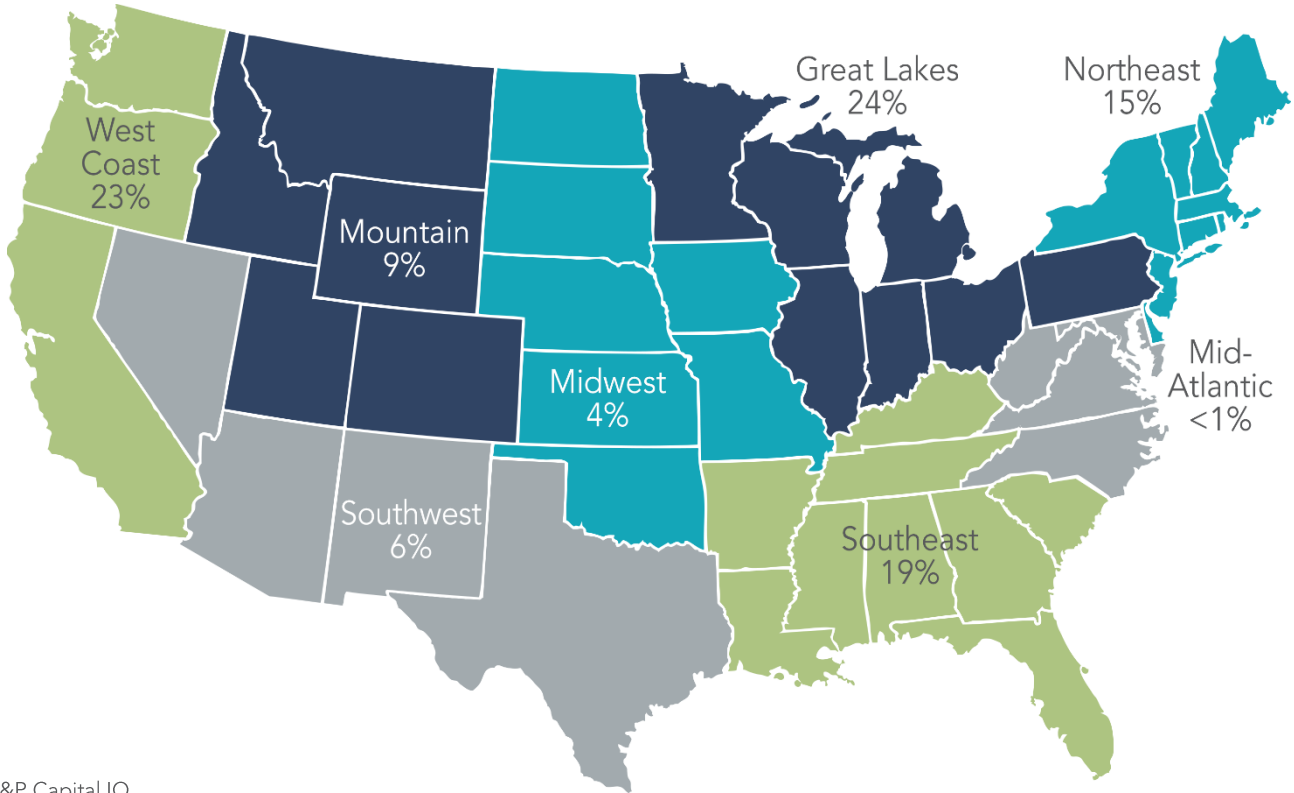 Great Lakes
24%
Northeast
15%
West
Coast
23%
Mountain
9%
Mid-
Atlantic
<1%
Midwest
4%
Southwest
6%
Southeast
19%
&P Capital IQ